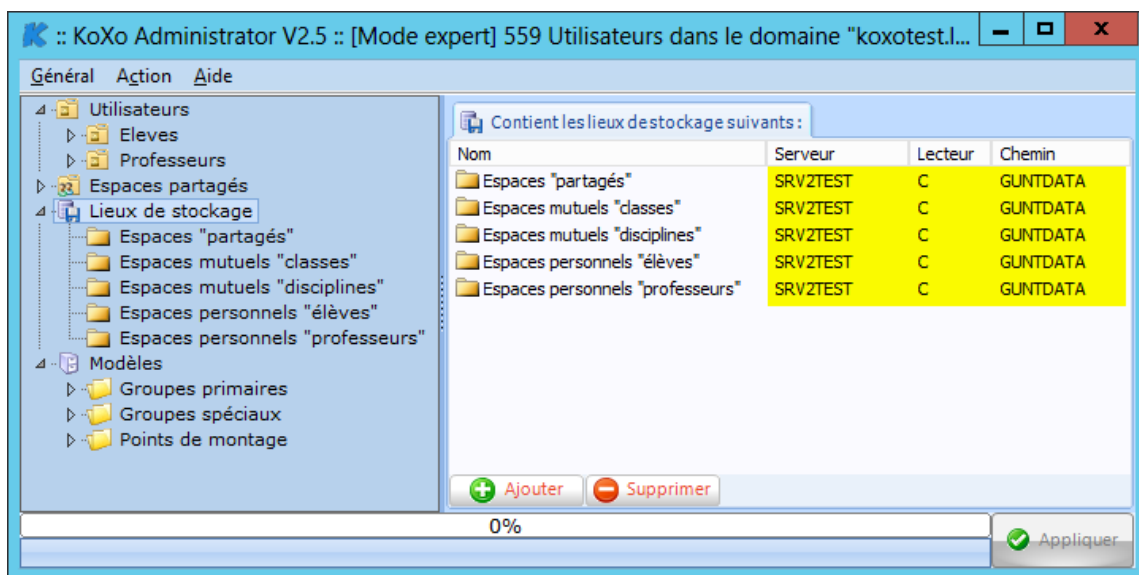 :: KoXo Administrator V2.5 :: [Mode expert] 559 Utilisateurs dans le domaine "koxotest.l...
Général Action Aide
Utilisateurs
Eleves
Professeurs
Espaces partagés
Lieux de stockage
Espaces "partagés"
Espaces mutuels "classes"
Espaces mutuels "disciplines"
Espaces personnels "élèves"
Espaces personnels "professeurs"
Modèles
Groupes primaires
Groupes spéciaux
Points de montage
Contient les lieux de stockage suivants :
Nom Serveur Lecteur Chemin
Espaces "partagés" SRV2TEST C GUNTDATA
Espaces mutuels "classes" SRV2TEST C GUNTDATA
Espaces mutuels "disciplines" SRV2TEST C GUNTDATA
Espaces personnels "élèves" SRV2TEST C GUNTDATA
Espaces personnels "professeurs" SRV2TEST C GUNTDATA
Ajouter Supprimer
0%
Appliquer